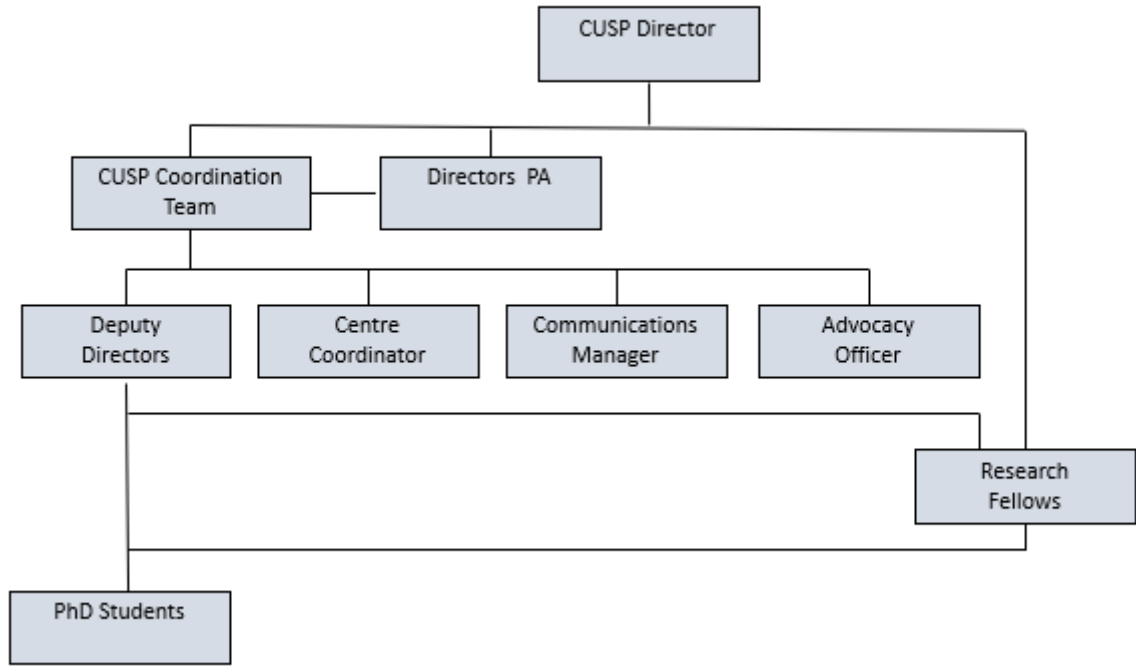 CUSP Director
CUSP Coordination
Team
Directors PA
Deputy
Directors
Centre
Coordinator
Communications
Manager
Advocacy
Officer
Research
Fellows
PhD Students